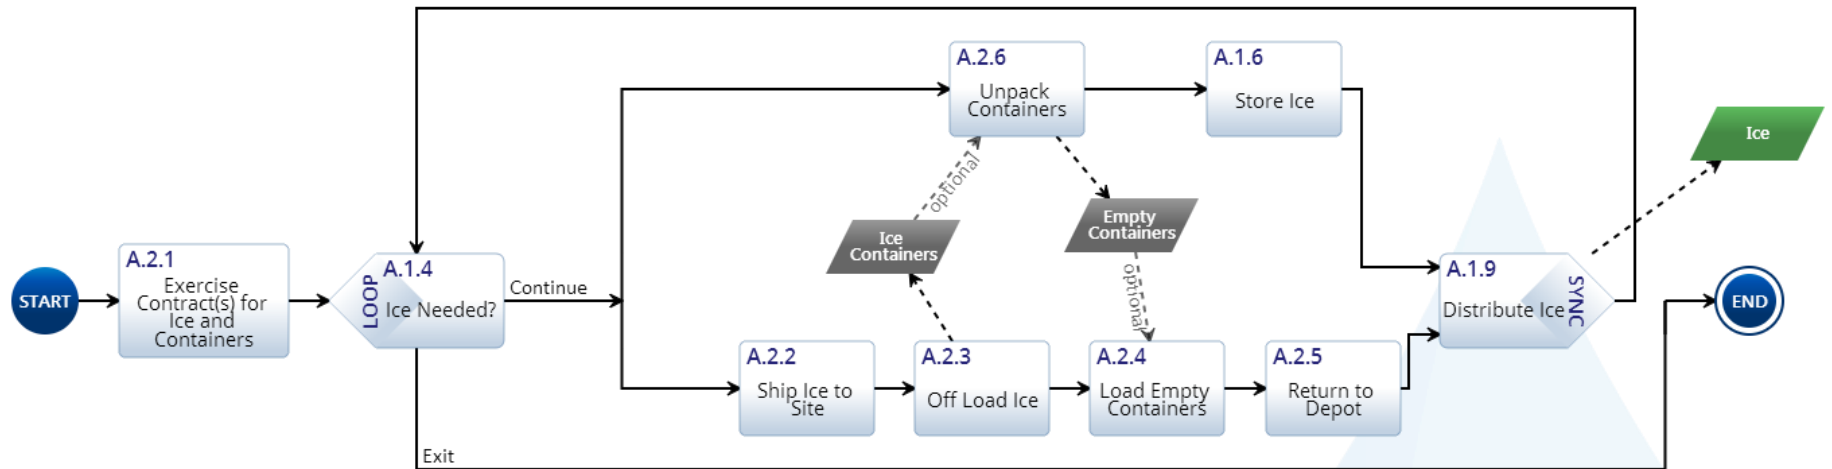 START
A.2.1
Exercise
Contract(s) for
Ice and
Containers
LOOP
A.1.4
Ice Needed?
Continue
Exit
A.2.6
Unpack
Containers
A.1.6
Store Ice
optional
Ice
Containers
Empty
Containers
optional
A.2.2
Ship Ice to
Site
A.2.3
Off Load Ice
A.2.4
Load Empty
Containers
A.2.5
Return to
Depot
A.1.9
Distribute Ice
SYNC
Ice
END